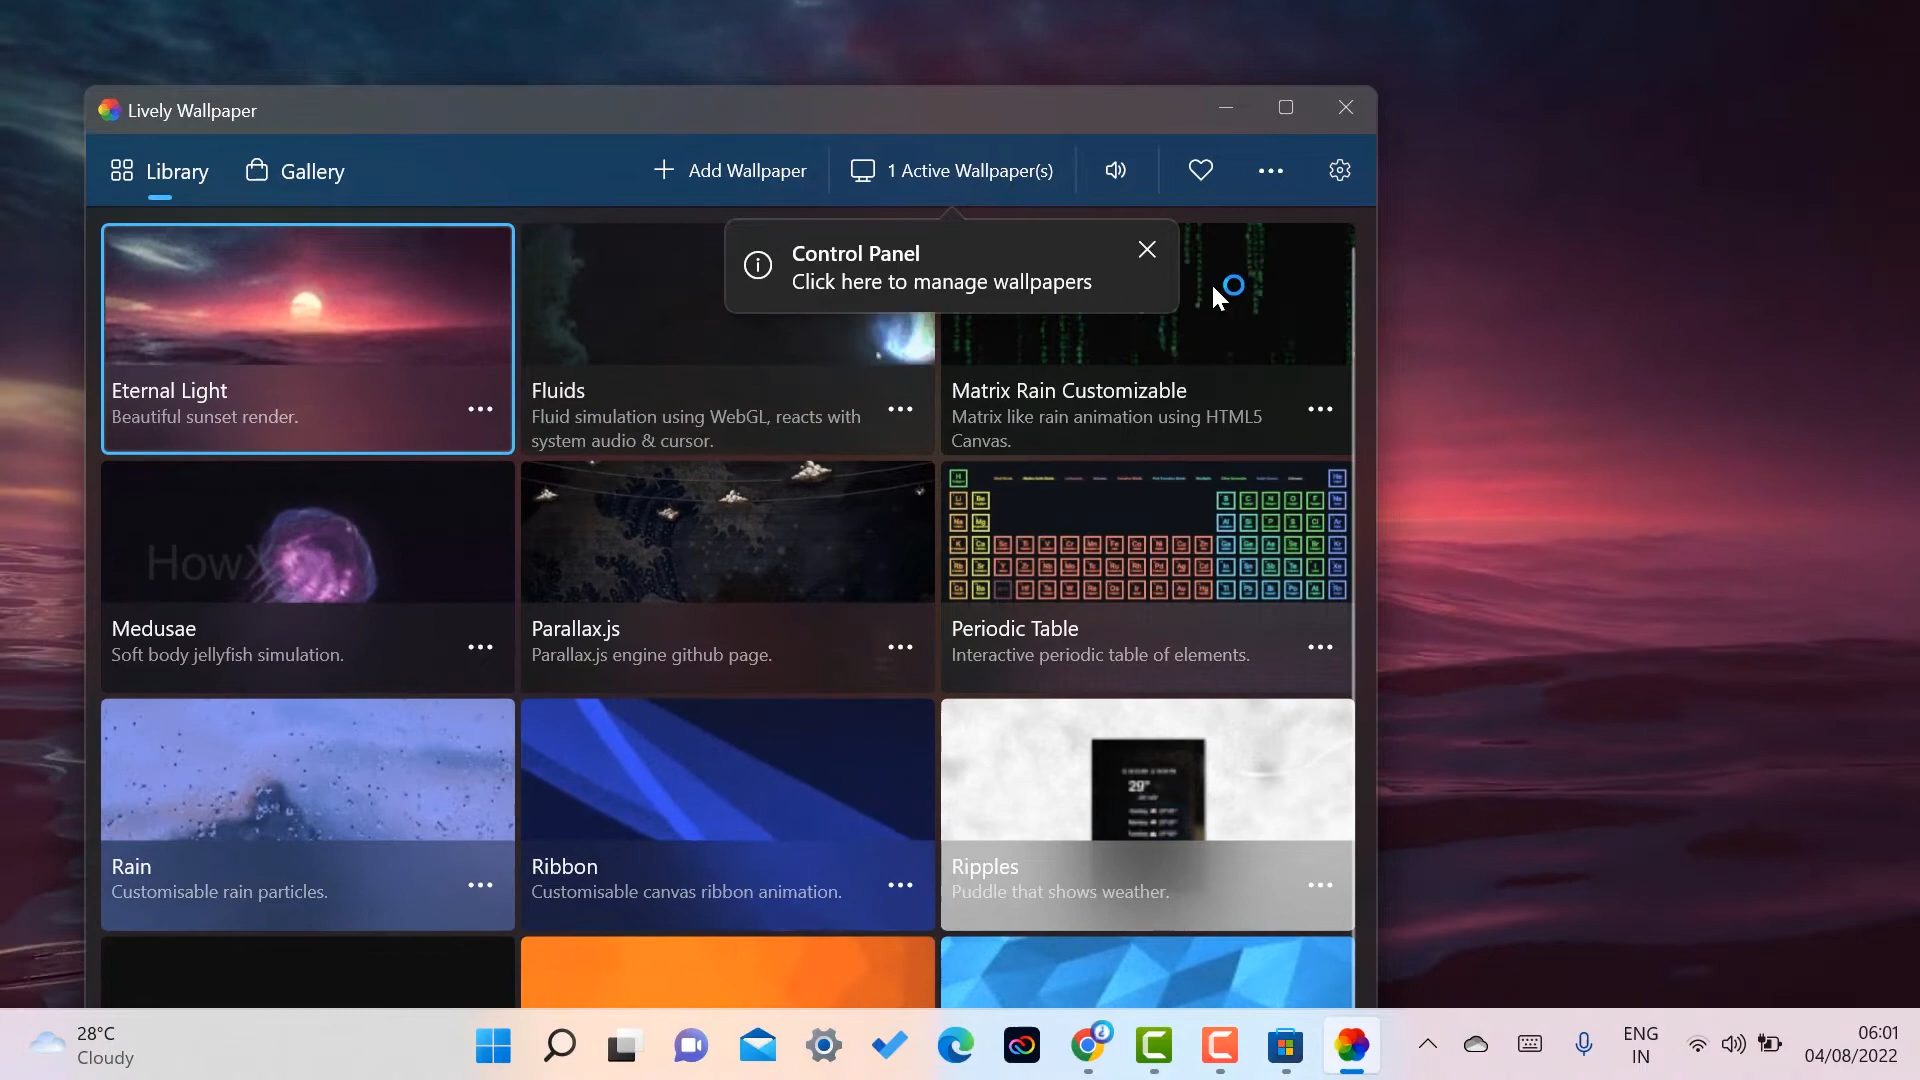 Lively Wallpaper
Library
Gallery
Add Wallpaper
1 Active Wallpaper(s)
Control Panel
Click here to manage wallpapers
Eternal Light
Beautiful sunset render.
Fluids
Fluid simulation using WebGL, reacts with
system audio & cursor.
Matrix Rain Customizable
Matrix like rain animation using HTML5
Canvas.
HowX
Medusae
Soft body jellyfish simulation.
Parallax.js
Parallax.js engine github page.
Periodic Table
Interactive periodic table of elements.
29°
Rain
Customisable rain particles.
Ribbon
Customisable canvas ribbon animation.
Ripples
Puddle that shows weather.
28°C
Cloudy
ENG
IN
06:01
04/08/2022